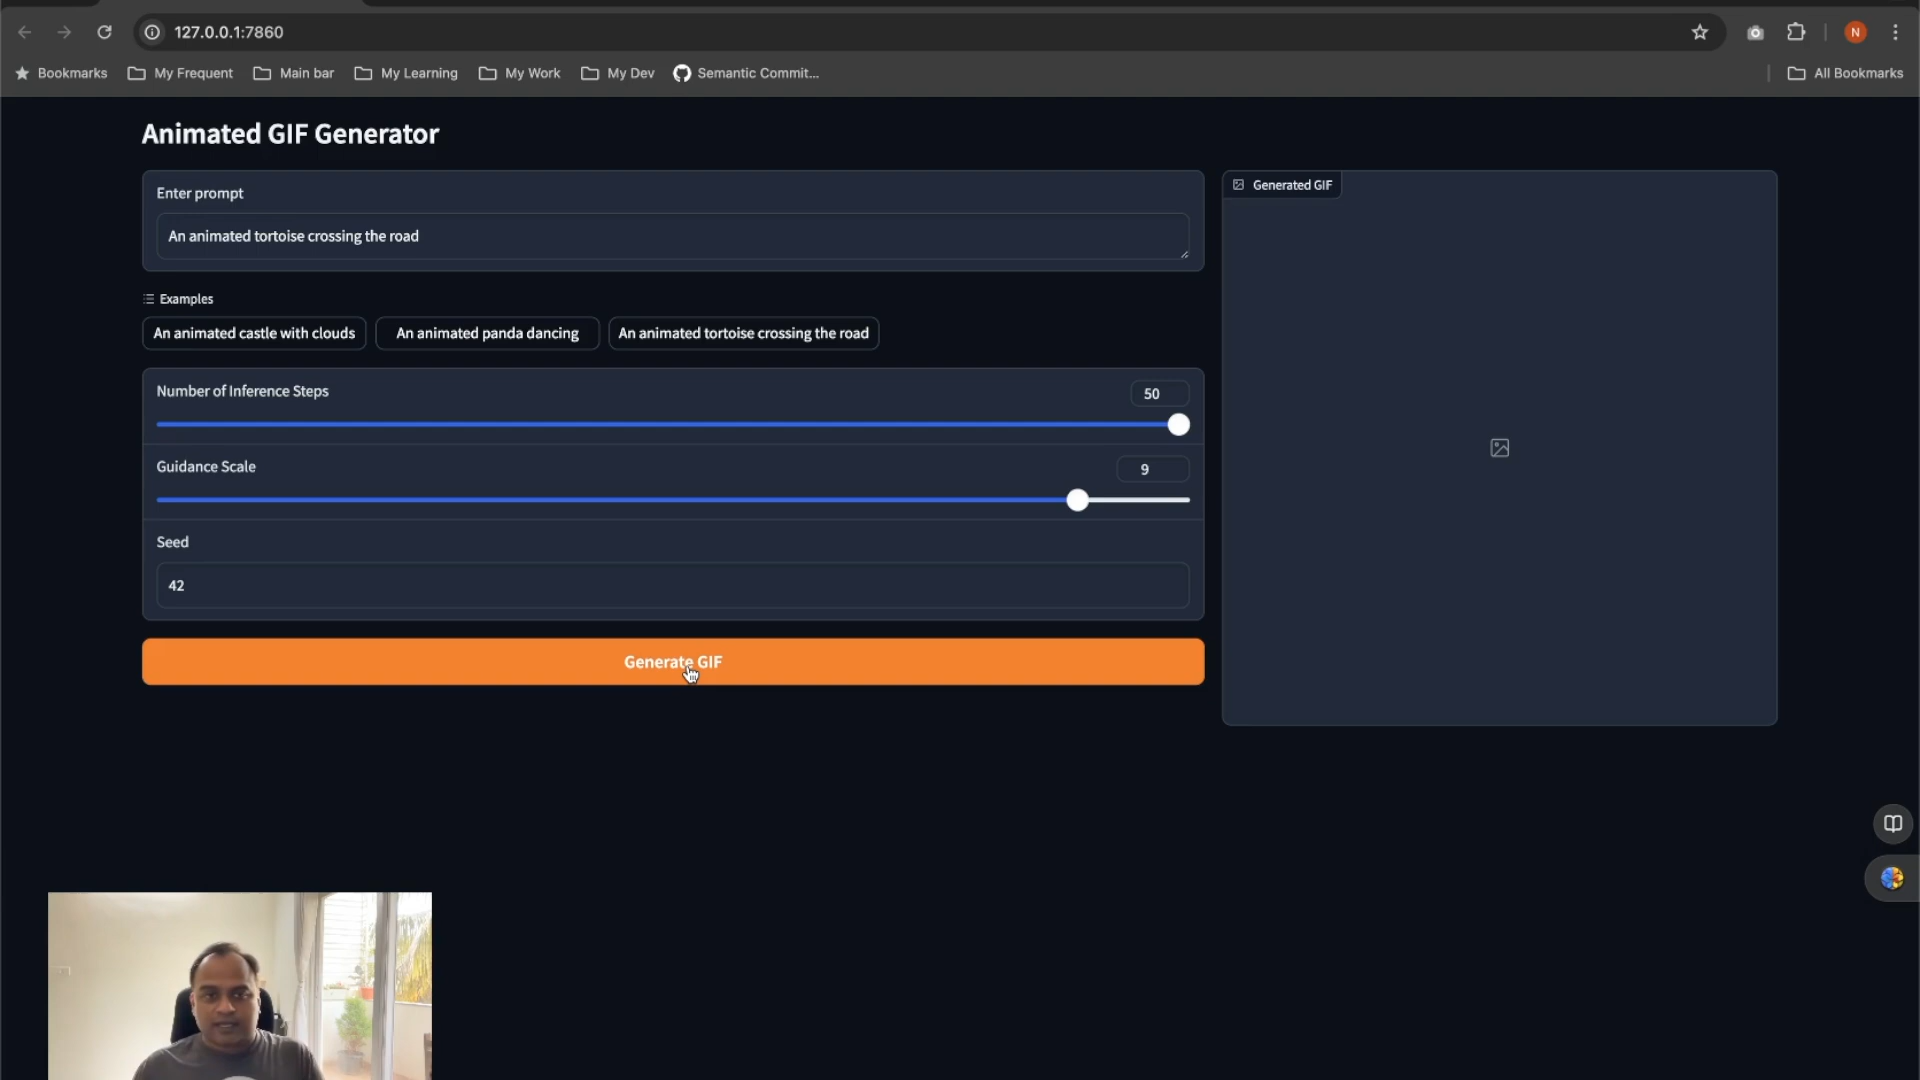 127.0.0.1:7860
N
Bookmarks My Frequent Main bar My Learning My Work My Dev Semantic Commit... All Bookmarks
Animated GIF Generator
Enter prompt
An animated tortoise crossing the road
Examples
An animated castle with clouds An animated panda dancing An animated tortoise crossing the road
Number of Inference Steps 50
Guidance Scale 9
Seed
42
Generate GIF
Generated GIF